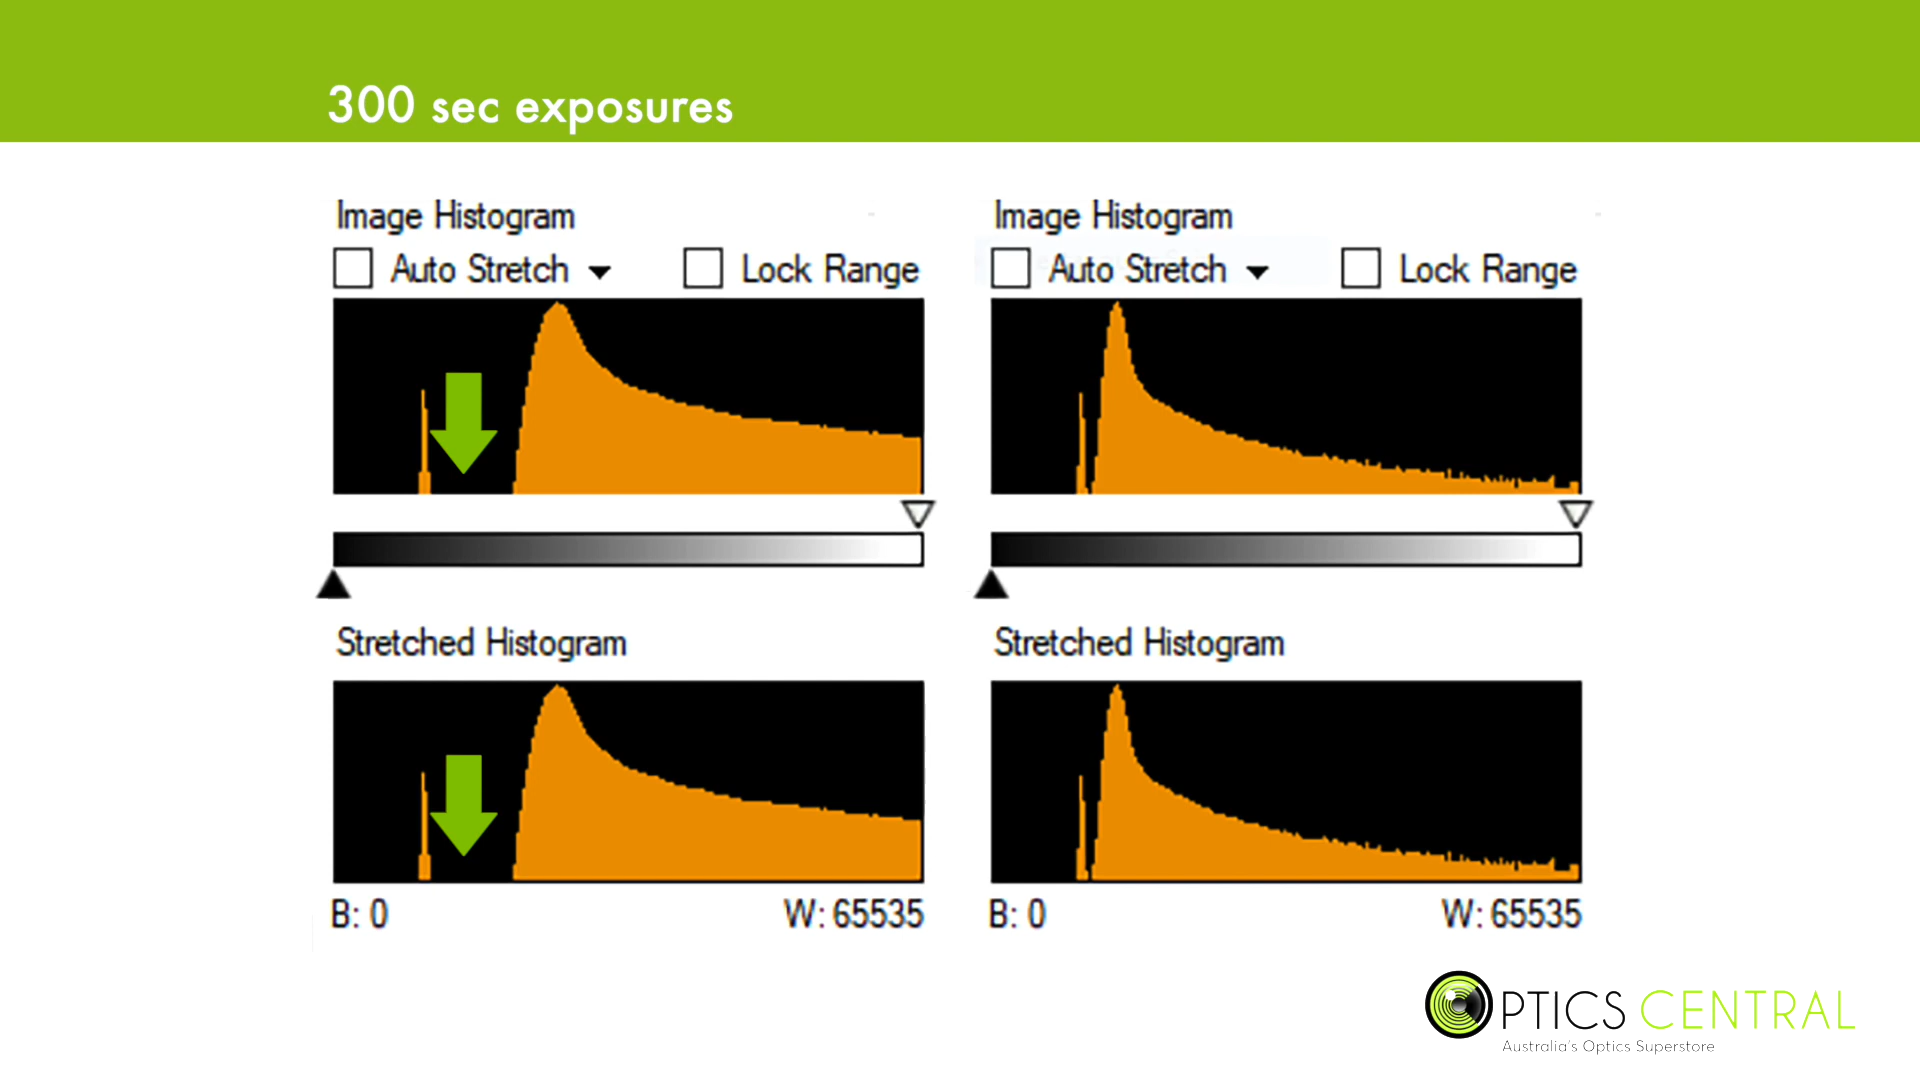 300 sec exposures
Image Histogram
Auto Stretch
Lock Range
Stretched Histogram
B: 0
W: 65535
Image Histogram
Auto Stretch
Lock Range
Stretched Histogram
B: 0
W: 65535
OPTICS CENTRAL
Australia's Optics Superstore